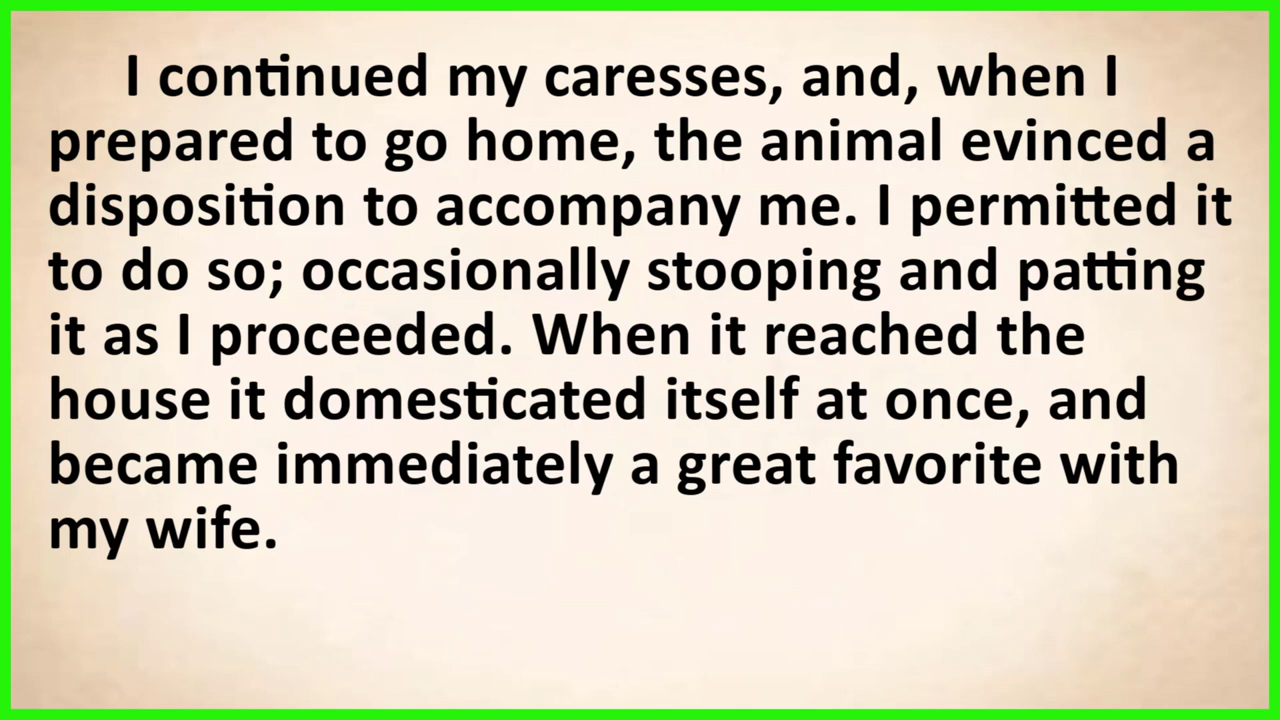 I continued my caresses, and, when I
prepared to go home, the animal evinced a
disposition to accompany me. I permitted it
to do so; occasionally stooping and patting
it as I proceeded. When it reached the
house it domesticated itself at once, and
became immediately a great favorite with
my wife.